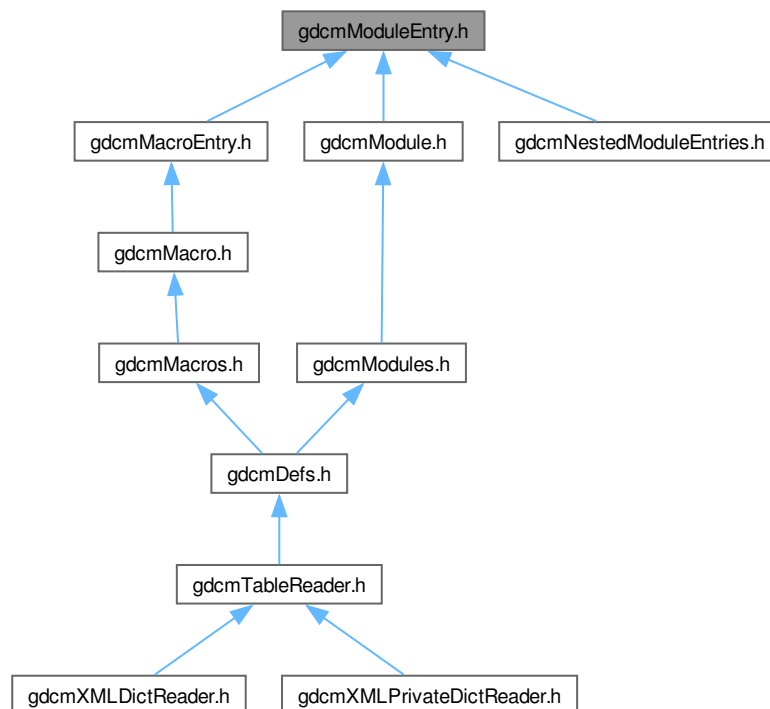 gdcmModuleEntry.h
gdcmMacroEntry.h
gdcmModule.h
gdcmNestedModuleEntries.h
gdcmMacro.h
gdcmMacros.h
gdcmModules.h
gdcmDefs.h
gdcmTableReader.h
gdcmXMLDictReader.h
gdcmXMLPrivateDictReader.h